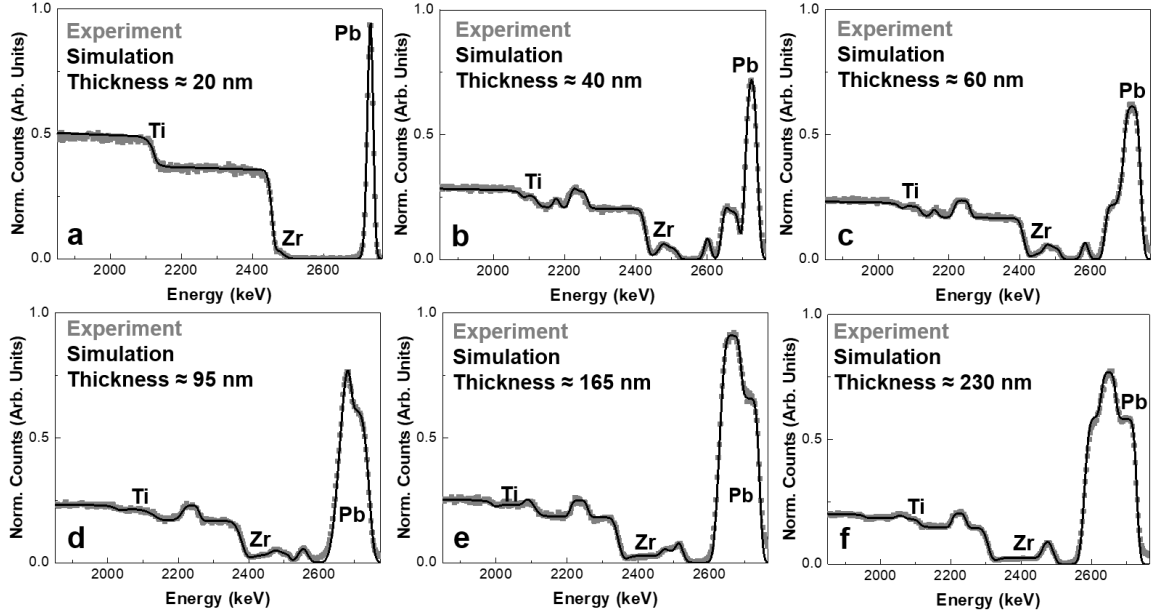 1.0
Experiment
Simulation
Thickness ≈ 20 nm
Pb
Norm. Counts (Arb. Units)
0.5
Ti
Zr
a
0.0
2000 2200 2400 2600
Energy (keV)
1.0
Experiment
Simulation
Thickness ≈ 40 nm
Pb
Norm. Counts (Arb. Units)
0.5
Ti
Zr
b
0.0
2000 2200 2400 2600
Energy (keV)
1.0
Experiment
Simulation
Thickness ≈ 60 nm
Pb
Norm. Counts (Arb. Units)
0.5
Ti
Zr
c
0.0
2000 2200 2400 2600
Energy (keV)
1.0
Experiment
Simulation
Thickness ≈ 95 nm
Norm. Counts (Arb. Units)
0.5
Ti
Pb
Zr
d
0.0
2000 2200 2400 2600
Energy (keV)
1.0
Experiment
Simulation
Thickness ≈ 165 nm
Norm. Counts (Arb. Units)
0.5
Ti
Pb
Zr
e
0.0
2000 2200 2400 2600
Energy (keV)
1.0
Experiment
Simulation
Thickness ≈ 230 nm
Pb
Norm. Counts (Arb. Units)
0.5
Ti
Zr
f
0.0
2000 2200 2400 2600
Energy (keV)